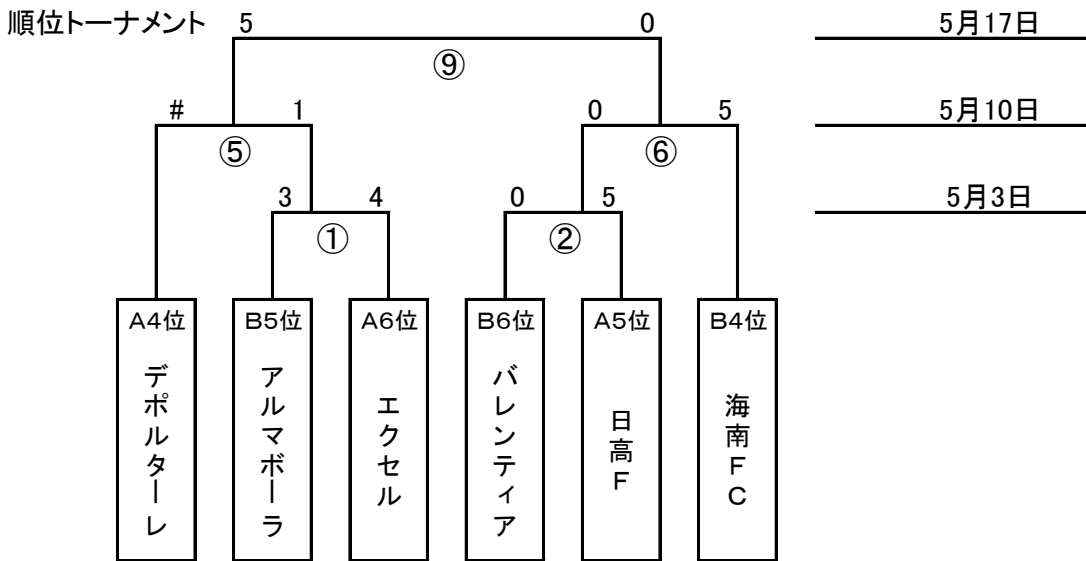 順位トーナメント 5 0 5月17日
⑨
# 1 0 5 5月10日
⑤ ⑥
3 4 0 5 5月3日
① ②
A4位 B5位 A6位 B6位 A5位 B4位
デポルターレ
アルマボーラ
エクセル
バレンティア
日高F
海南FC